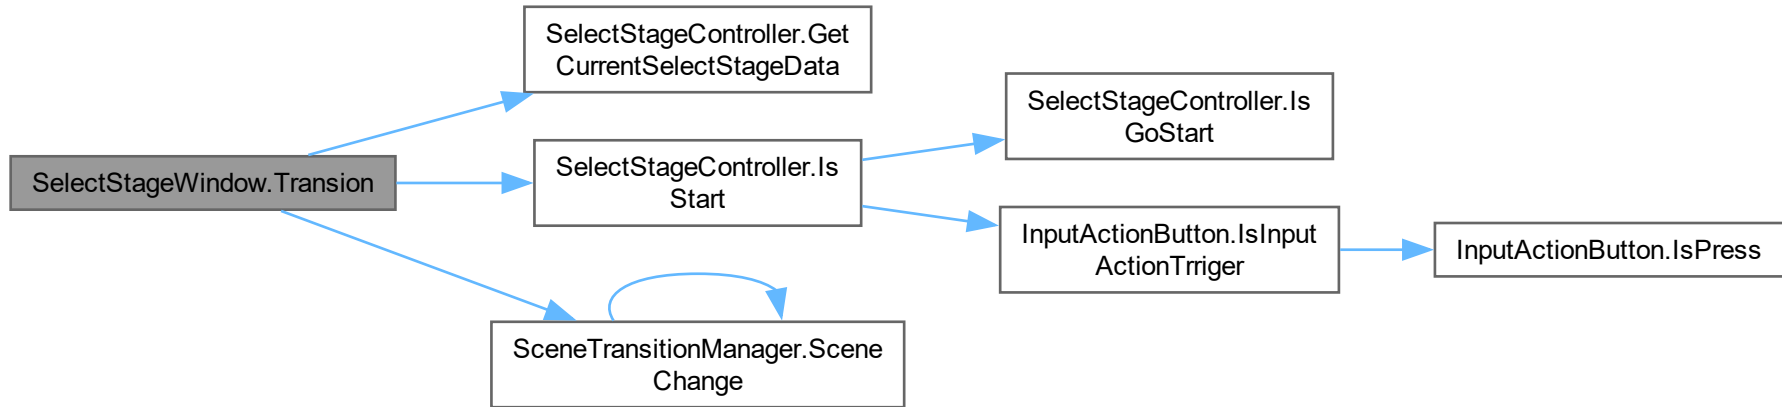 SelectStageWindow.Transion
SelectStageController.Get
CurrentSelectStageData
SelectStageController.Is
Start
SceneTransitionManager.Scene
Change
SelectStageController.Is
GoStart
InputActionButton.IsInput
ActionTrriger
InputActionButton.IsPress